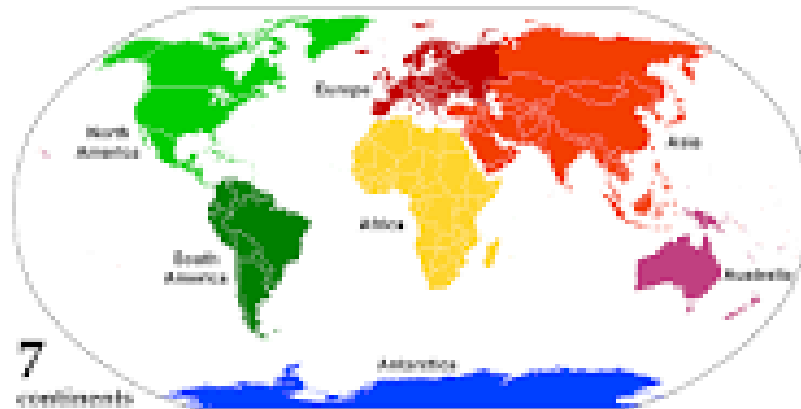 Europe
North
America
Asia
Africa
South
America
Australia
Antarctica
7
continents